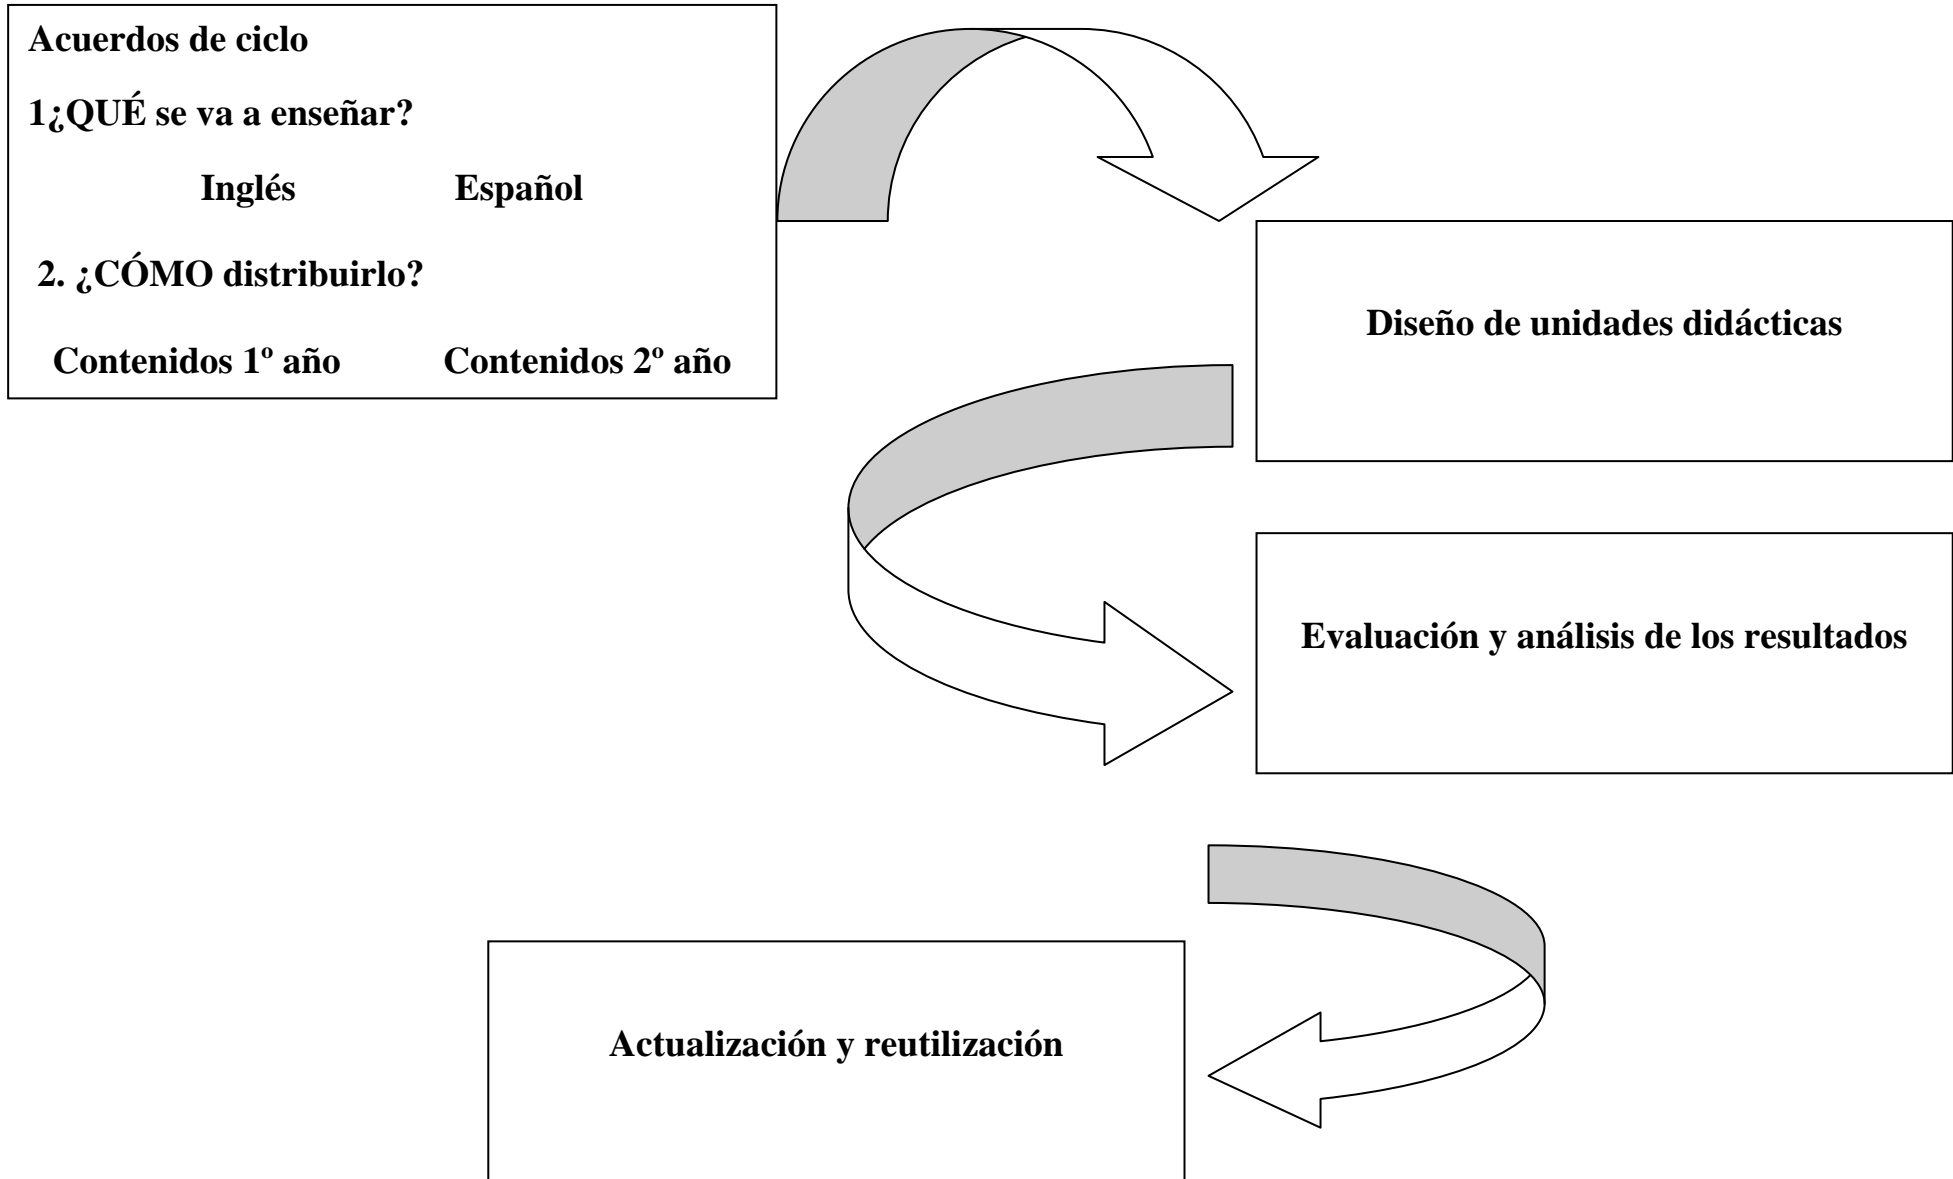 Acuerdos de ciclo
1¿QUÉ se va a enseñar?
Inglés Español
2. ¿CÓMO distribuirlo?
Contenidos 1º año Contenidos 2º año
Diseño de unidades didácticas
Evaluación y análisis de los resultados
Actualización y reutilización